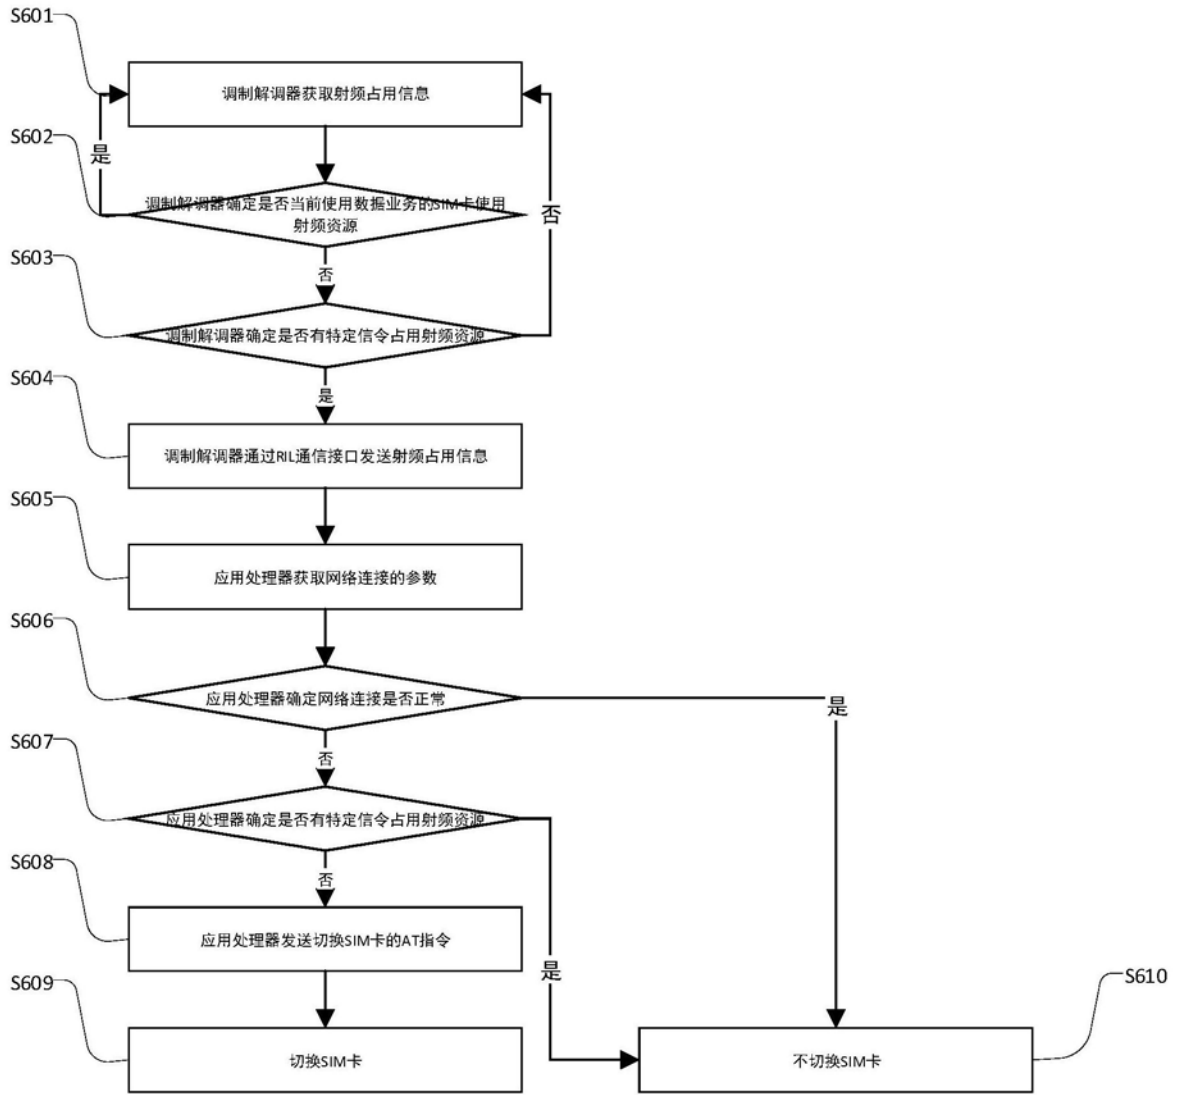 S601
调制解调器获取射频占用信息
S602
是
调制解调器确定是否当前使用数据业务的SIM卡使用
射频资源
否
S603
否
调制解调器确定是否有特定信令占用射频资源
S604
是
调制解调器通过RIL通信接口发送射频占用信息
S605
应用处理器获取网络连接的参数
S606
应用处理器确定网络连接是否正常
是
S607
否
应用处理器确定是否有特定信令占用射频资源
S608
否
应用处理器发送切换SIM卡的AT指令
是
S609
S610
切换SIM卡
不切换SIM卡